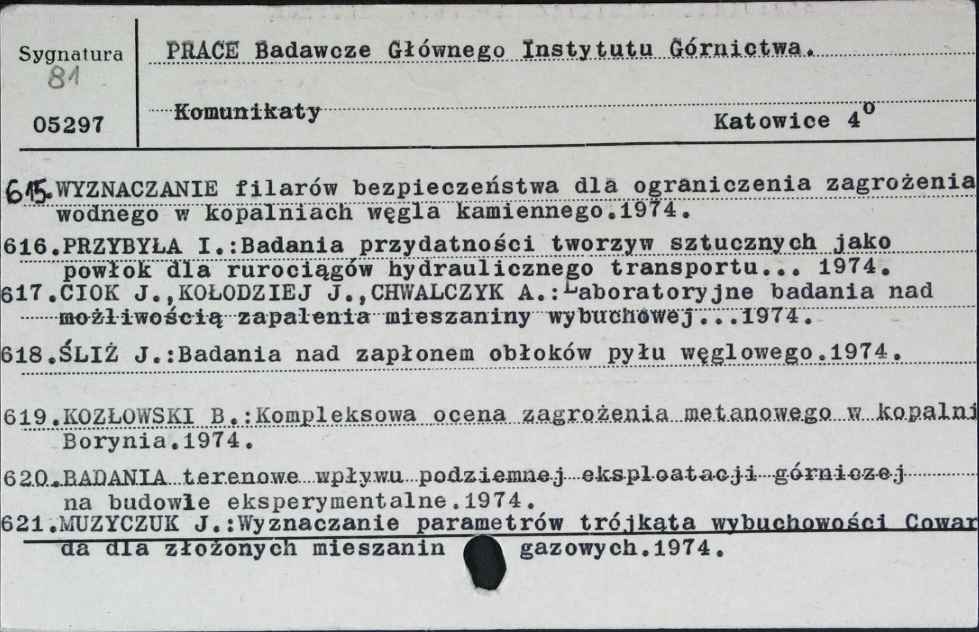 Sygnatura
81
05297
PRACE Badawcze Głównego Instytutu Górnictwa.
Komunikaty
Katowice 4°
615.WYZNACZANIE filarów bezpieczeństwa dla ograniczenia zagrożenia
wodnego w kopalniach węgla kamiennego.1974.
616.PRZYBYŁA I.:Badania przydatności tworzyw sztucznych jako
powłok dla rurociągów hydraulicznego transportu... 1974.
617.CIOK J.,KOŁODZIEJ J.,CHWALCZYK A.:Laboratoryjne badania nad
możliwością zapalenia mieszaniny wybuchowej...1974.
618.ŚLIŻ J.:Badania nad zapłonem obłoków pyłu węglowego.1974.
619.KOZŁOWSKI B.:Kompleksowa ocena zagrożenia metanowego w kopalni
Borynia.1974.
620.BADANIA terenowe wpływu podziemnej eksploatacji górniczej
na budowle eksperymentalne.1974.
621.MUZYCZUK J.:Wyznaczanie parametrów trójkąta wybuchowości Cowar
da dla złożonych mieszanin gazowych.1974.